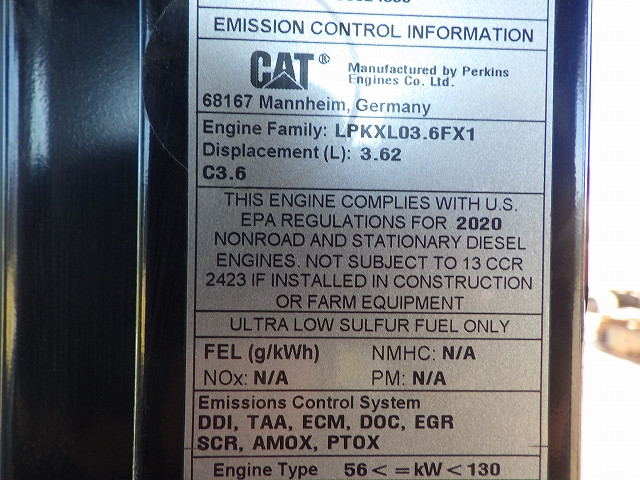 EMISSION CONTROL INFORMATION
CAT® Manufactured by Perkins
Engines Co. Ltd.
68167 Mannheim, Germany
Engine Family: LPKXL03.6FX1
Displacement (L): 3.62
C3.6
THIS ENGINE COMPLIES WITH U.S.
EPA REGULATIONS FOR 2020
NONROAD AND STATIONARY DIESEL
ENGINES. NOT SUBJECT TO 13 CCR
2423 IF INSTALLED IN CONSTRUCTION
OR FARM EQUIPMENT
ULTRA LOW SULFUR FUEL ONLY
FEL (g/kWh) NMHC: N/A
NOx: N/A PM: N/A
Emissions Control System
DDI, TAA, ECM, DOC, EGR
SCR, AMOX, PTOX
Engine Type 56 < = kW < 130